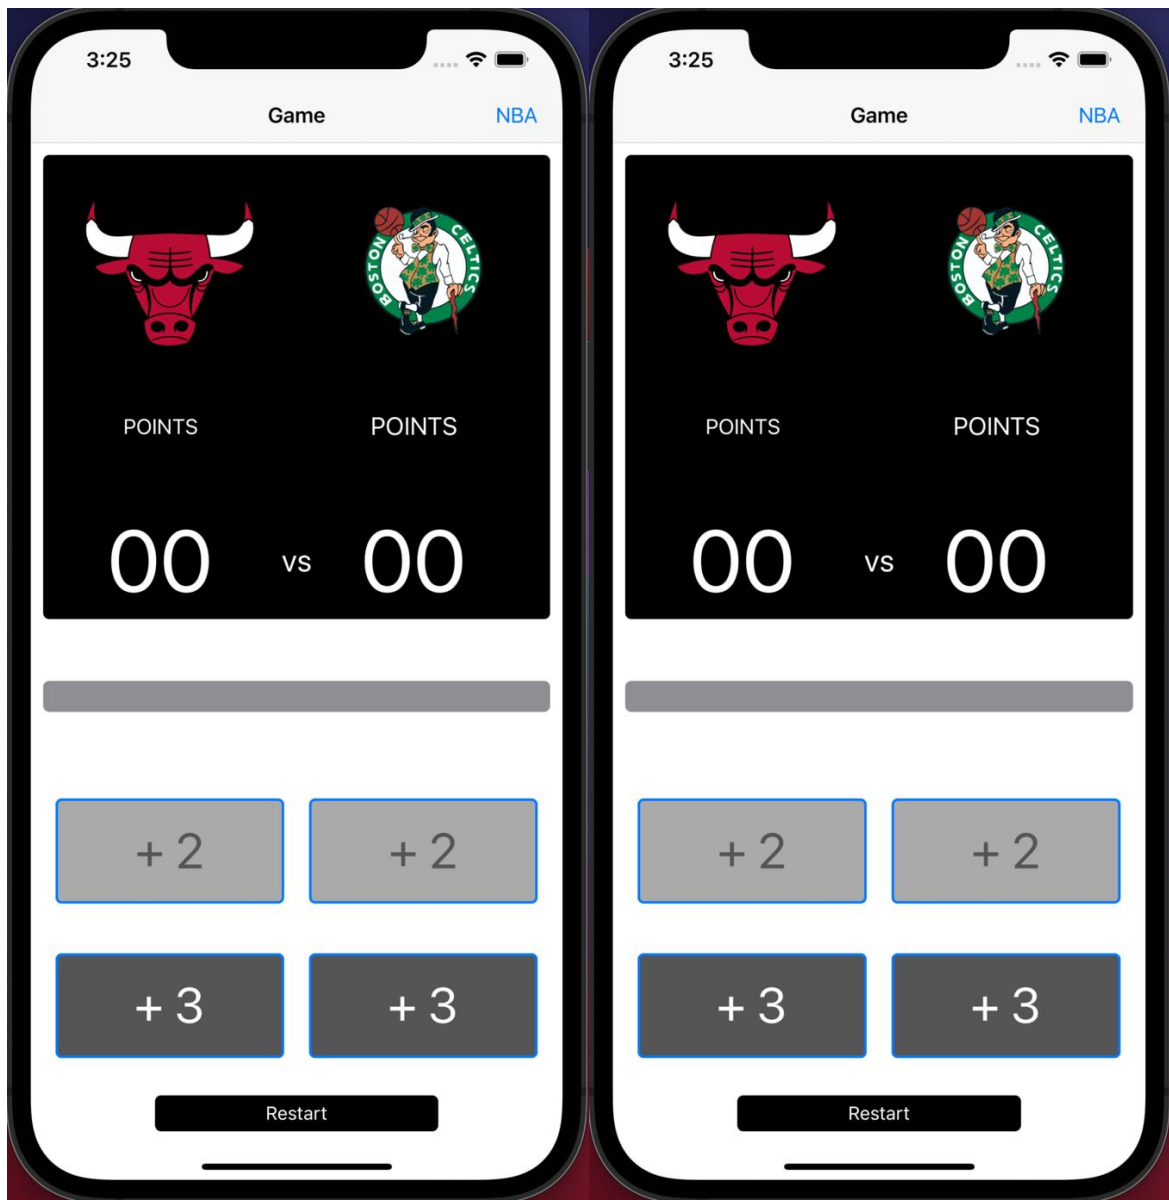 3:25
Game NBA
BOSTON CELTICS
POINTS POINTS
00 vs 00
+ 2 + 2
+ 3 + 3
Restart
3:25
Game NBA
BOSTON CELTICS
POINTS POINTS
00 vs 00
+ 2 + 2
+ 3 + 3
Restart